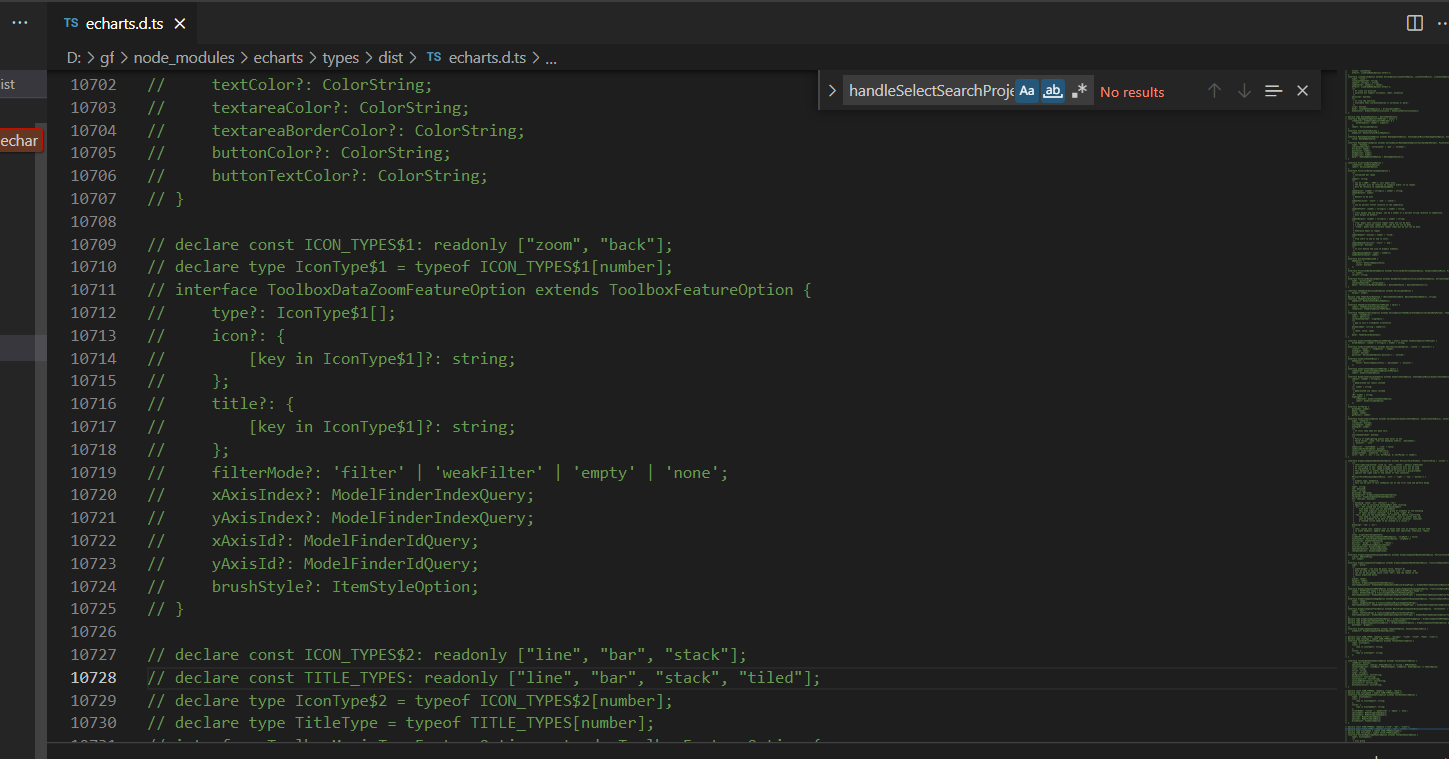 TS echarts.d.ts
D: > gf > node_modules > echarts > types > dist > TS echarts.d.ts > ...
ist
echar
handleSelectSearchProje Aa ab .* No results
10702 //     textColor?: ColorString;
10703 //     textareaColor?: ColorString;
10704 //     textareaBorderColor?: ColorString;
10705 //     buttonColor?: ColorString;
10706 //     buttonTextColor?: ColorString;
10707 // }
10708
10709 // declare const ICON_TYPES$1: readonly ["zoom", "back"];
10710 // declare type IconType$1 = typeof ICON_TYPES$1[number];
10711 // interface ToolboxDataZoomFeatureOption extends ToolboxFeatureOption {
10712 //     type?: IconType$1[];
10713 //     icon?: {
10714 //         [key in IconType$1]?: string;
10715 //     };
10716 //     title?: {
10717 //         [key in IconType$1]?: string;
10718 //     };
10719 //     filterMode?: 'filter' | 'weakFilter' | 'empty' | 'none';
10720 //     xAxisIndex?: ModelFinderIndexQuery;
10721 //     yAxisIndex?: ModelFinderIndexQuery;
10722 //     xAxisId?: ModelFinderIdQuery;
10723 //     yAxisId?: ModelFinderIdQuery;
10724 //     brushStyle?: ItemStyleOption;
10725 // }
10726
10727 // declare const ICON_TYPES$2: readonly ["line", "bar", "stack"];
10728 // declare const TITLE_TYPES: readonly ["line", "bar", "stack", "tiled"];
10729 // declare type IconType$2 = typeof ICON_TYPES$2[number];
10730 // declare type TitleType = typeof TITLE_TYPES[number];